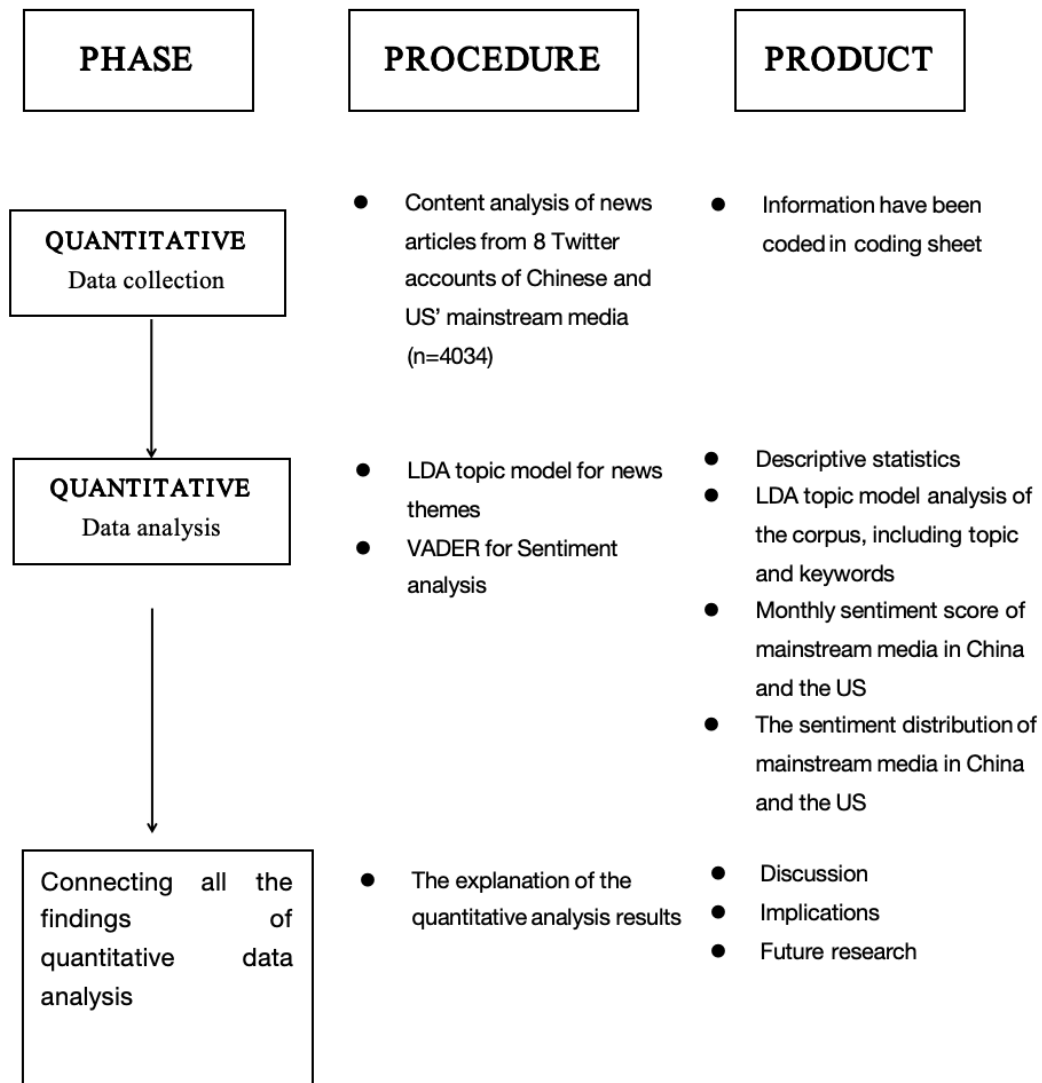 PHASE
PROCEDURE
PRODUCT
QUANTITATIVE
Data collection
● Content analysis of news
articles from 8 Twitter
accounts of Chinese and
US’ mainstream media
(n=4034)
● Information have been
coded in coding sheet
QUANTITATIVE
Data analysis
● LDA topic model for news
themes
● VADER for Sentiment
analysis
● Descriptive statistics
● LDA topic model analysis of
the corpus, including topic
and keywords
● Monthly sentiment score of
mainstream media in China
and the US
● The sentiment distribution of
mainstream media in China
and the US
Connecting all the
findings of
quantitative data
analysis
● The explanation of the
quantitative analysis results
● Discussion
● Implications
● Future research